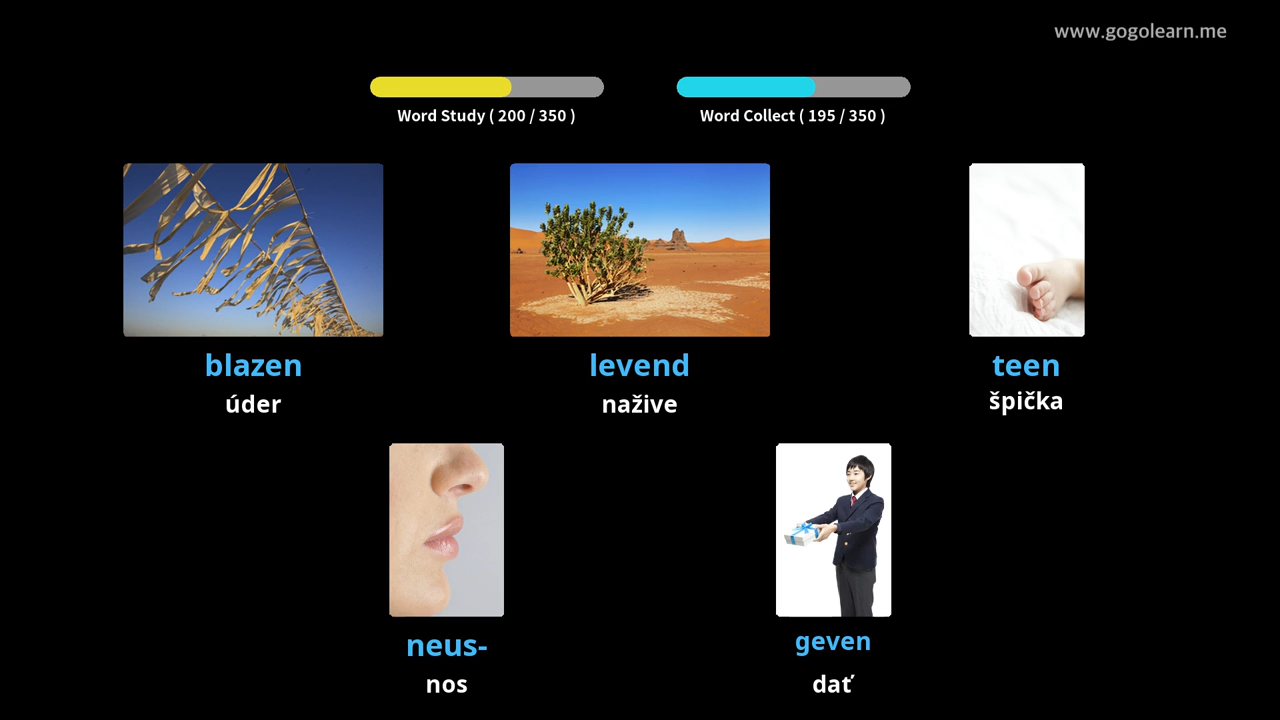 www.gogolearn.me
Word Study ( 200 / 350 )
Word Collect ( 195 / 350 )
blazen
levend
teen
úder
nažive
špička
neus-
geven
nos
dať